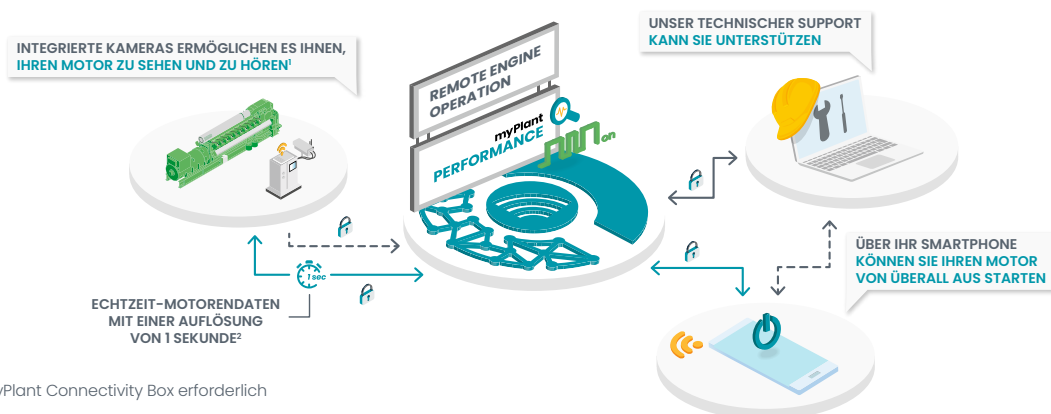 INTEGRIERTE KAMERAS ERMÖGLICHEN ES IHNEN,
IHREN MOTOR ZU SEHEN UND ZU HÖREN¹
REMOTE ENGINE
OPERATION
myPlant
PERFORMANCE
on
UNSER TECHNISCHER SUPPORT
KANN SIE UNTERSTÜTZEN
ÜBER IHR SMARTPHONE
KÖNNEN SIE IHREN MOTOR
VON ÜBERALL AUS STARTEN
1 sec
ECHTZEIT-MOTORENDATEN
MIT EINER AUFLÖSUNG
VON 1 SEKUNDE²
Plant Connectivity Box erforderlich